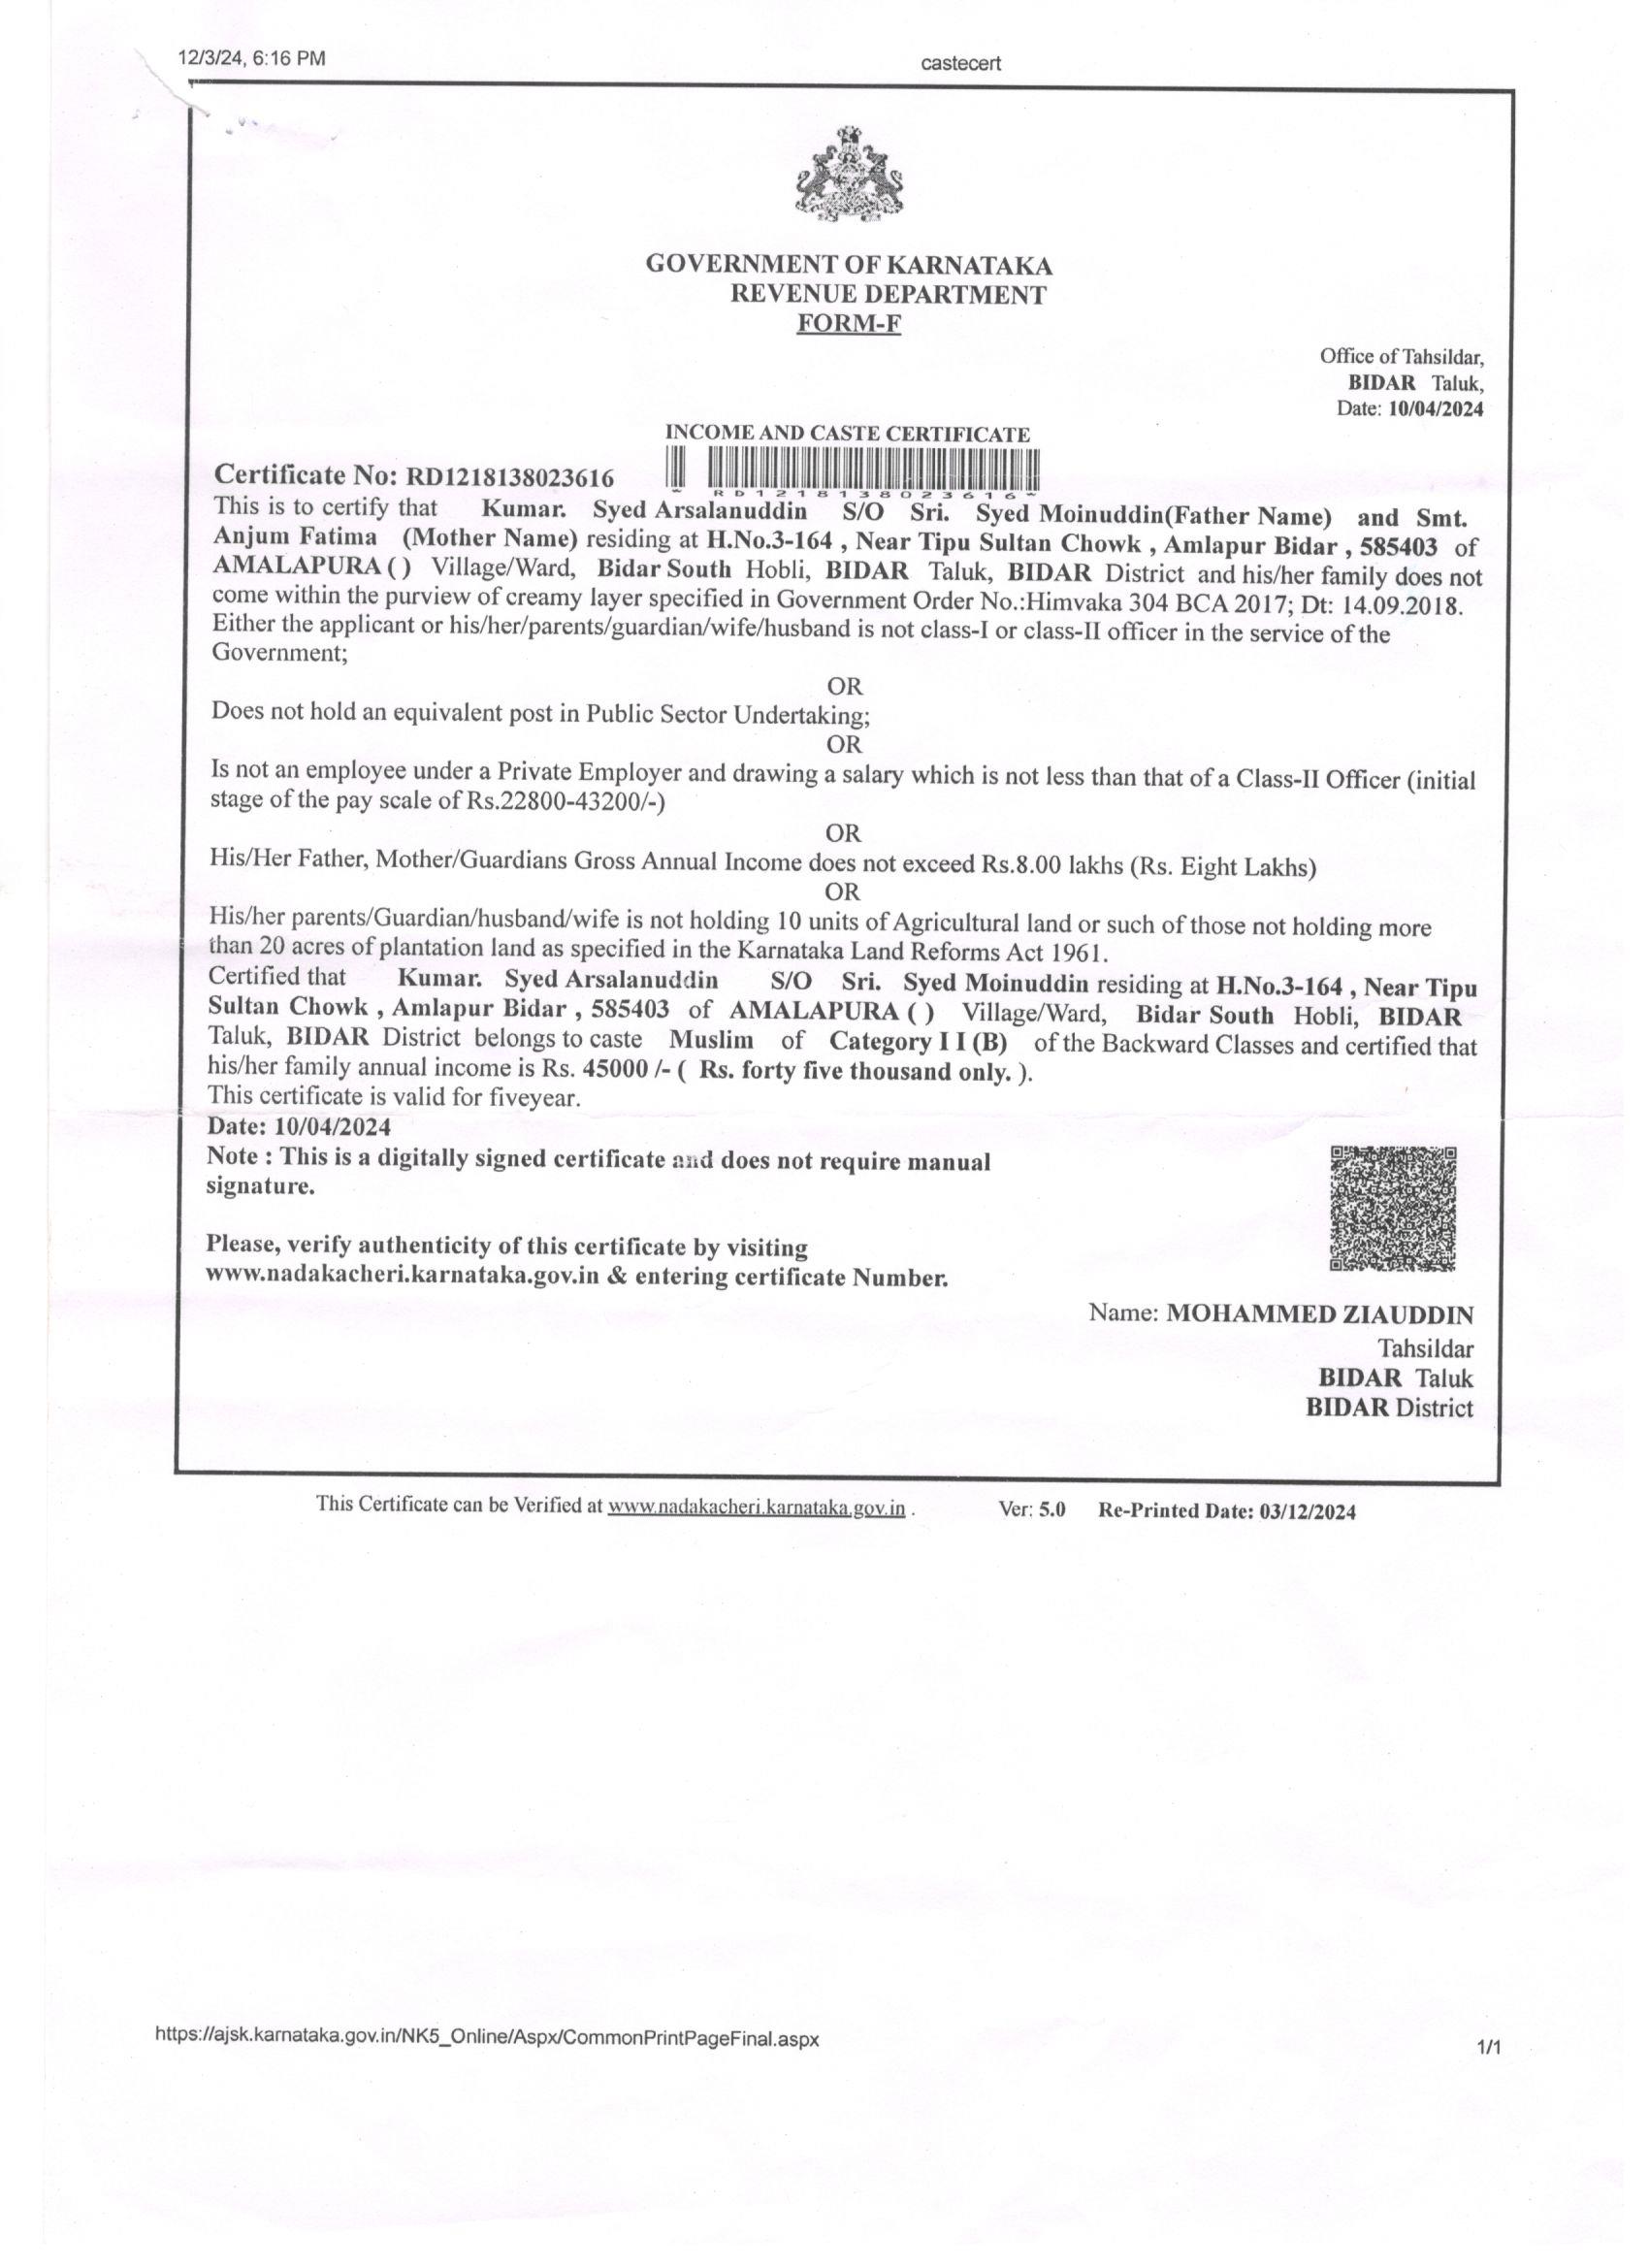 12/3/24, 6:16 PM
castecert
GOVERNMENT OF KARNATAKA
REVENUE DEPARTMENT
FORM-F
Office of Tahsildar,
BIDAR Taluk,
Date: 10/04/2024
INCOME AND CASTE CERTIFICATE
Certificate No: RD1218138023616
* R D 1 2 1 8 1 3 8 0 2 3 6 1 6 *
This is to certify that Kumar. Syed Arsalanuddin S/O Sri. Syed Moinuddin(Father Name) and Smt.
Anjum Fatima (Mother Name) residing at H.No.3-164 , Near Tipu Sultan Chowk , Amlapur Bidar , 585403 of
AMALAPURA ( ) Village/Ward, Bidar South Hobli, BIDAR Taluk, BIDAR District and his/her family does not
come within the purview of creamy layer specified in Government Order No.:Himvaka 304 BCA 2017; Dt: 14.09.2018.
Either the applicant or his/her/parents/guardian/wife/husband is not class-I or class-II officer in the service of the
Government;
OR
Does not hold an equivalent post in Public Sector Undertaking;
OR
Is not an employee under a Private Employer and drawing a salary which is not less than that of a Class-II Officer (initial
stage of the pay scale of Rs.22800-43200/-)
OR
His/Her Father, Mother/Guardians Gross Annual Income does not exceed Rs.8.00 lakhs (Rs. Eight Lakhs)
OR
His/her parents/Guardian/husband/wife is not holding 10 units of Agricultural land or such of those not holding more
than 20 acres of plantation land as specified in the Karnataka Land Reforms Act 1961.
Certified that Kumar. Syed Arsalanuddin S/O Sri. Syed Moinuddin residing at H.No.3-164 , Near Tipu
Sultan Chowk , Amlapur Bidar , 585403 of AMALAPURA ( ) Village/Ward, Bidar South Hobli, BIDAR
Taluk, BIDAR District belongs to caste Muslim of Category I I (B) of the Backward Classes and certified that
his/her family annual income is Rs. 45000 /- ( Rs. forty five thousand only. ).
This certificate is valid for fiveyear.
Date: 10/04/2024
Note : This is a digitally signed certificate and does not require manual
signature.
Please, verify authenticity of this certificate by visiting
www.nadakacheri.karnataka.gov.in & entering certificate Number.
Name: MOHAMMED ZIAUDDIN
Tahsildar
BIDAR Taluk
BIDAR District
This Certificate can be Verified at www.nadakacheri.karnataka.gov.in . Ver: 5.0 Re-Printed Date: 03/12/2024
https://ajsk.karnataka.gov.in/NK5_Online/Aspx/CommonPrintPageFinal.aspx
1/1